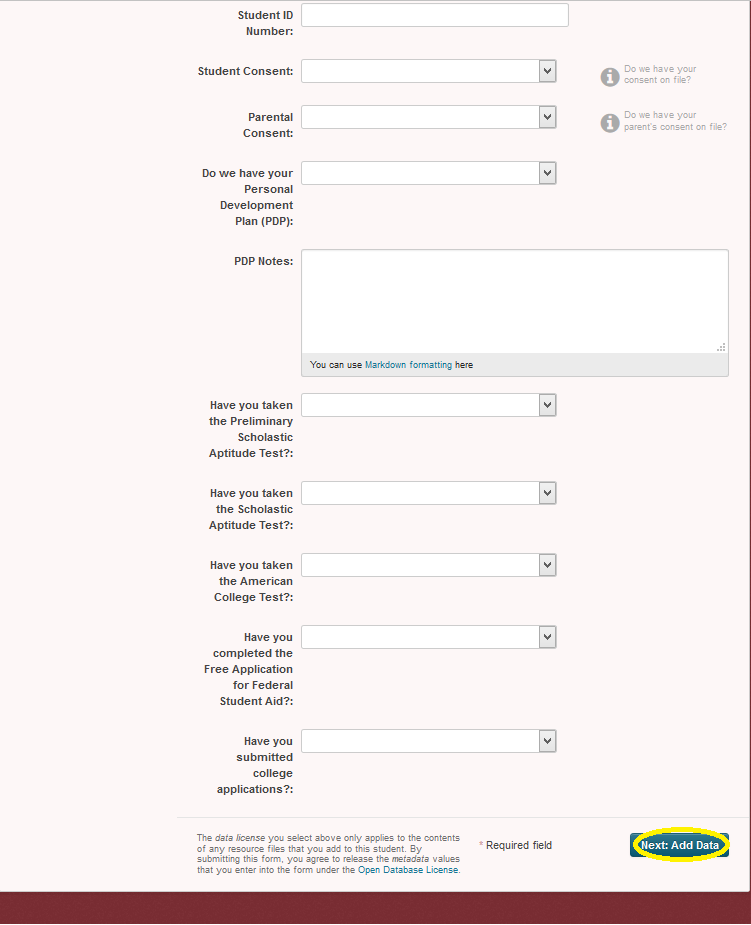 Student ID
Number:
Student Consent:
Do we have your
consent on file?
Parental
Consent:
Do we have your
parent's consent on file?
Do we have your
Personal
Development
Plan (PDP):
PDP Notes:
You can use Markdown formatting here
Have you taken
the Preliminary
Scholastic
Aptitude Test?:
Have you taken
the Scholastic
Aptitude Test?:
Have you taken
the American
College Test?:
Have you
completed the
Free Application
for Federal
Student Aid?:
Have you
submitted
college
applications?:
The data license you select above only applies to the contents
of any resource files that you add to this student. By
submitting this form, you agree to release the metadata values
that you enter into the form under the Open Database License.
* Required field
Next: Add Data